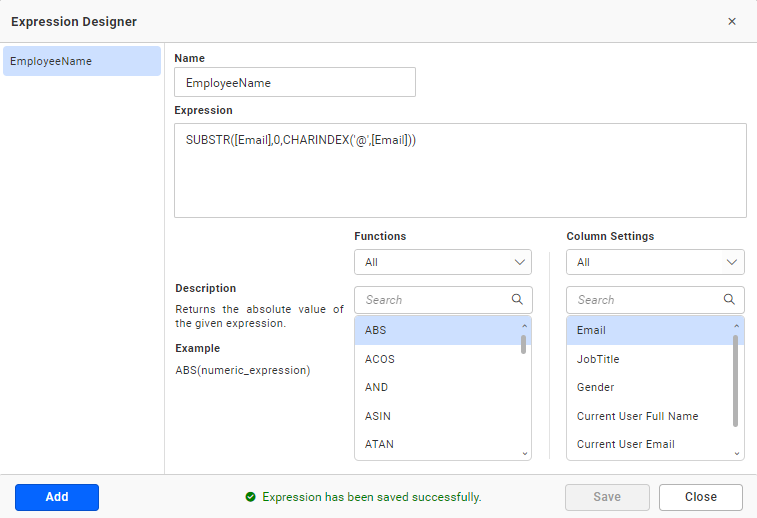 Expression Designer
EmployeeName
Name
EmployeeName
Expression
SUBSTR([Email],0,CHARINDEX('@',[Email]))
Functions
All
Column Settings
All
Description
Returns the absolute value of
the given expression.
Example
ABS(numeric_expression)
Search
ABS
ACOS
AND
ASIN
ATAN
Search
Email
JobTitle
Gender
Current User Full Name
Current User Email
Add
Expression has been saved successfully.
Save
Close